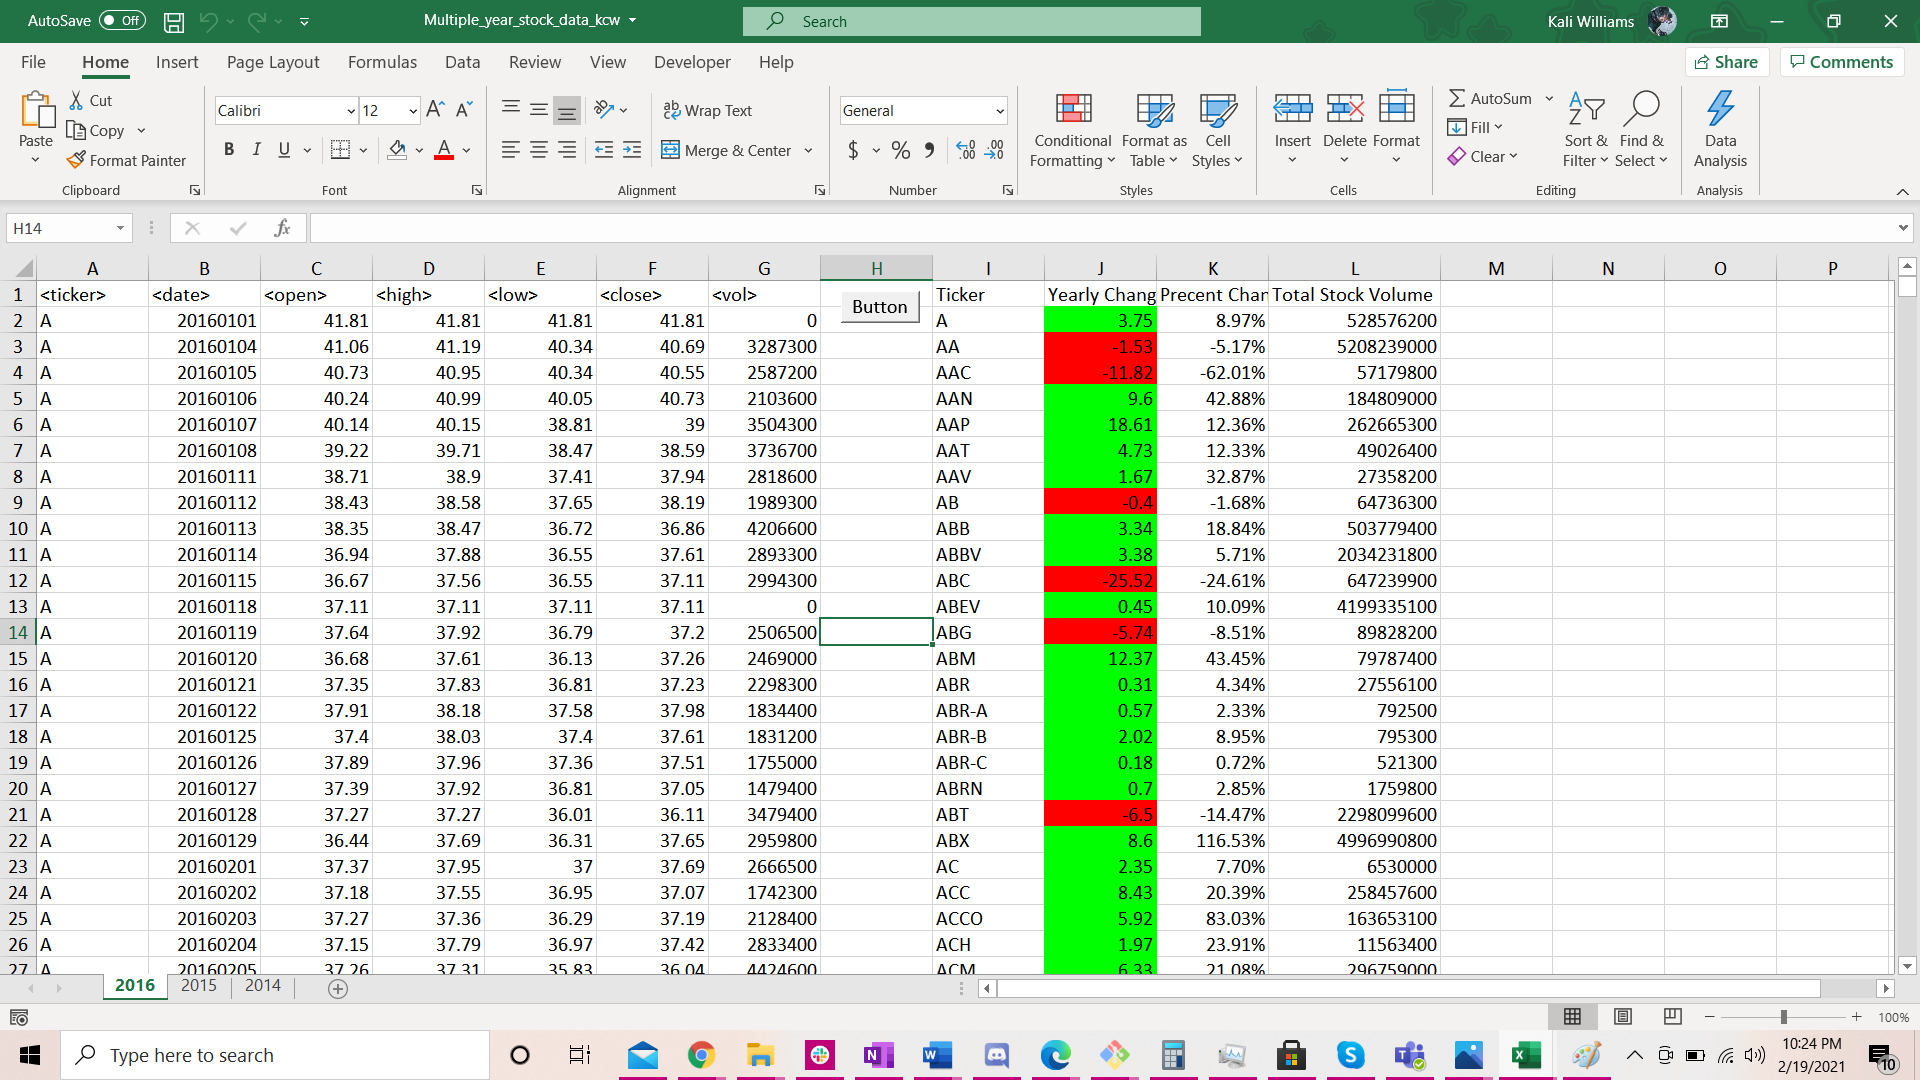 AutoSave Off Multiple_year_stock_data_kcw Search Kali Williams
File Home Insert Page Layout Formulas Data Review View Developer Help Share Comments
Paste Cut Copy Format Painter Clipboard
Calibri 12 A A B I U A Font
ab Wrap Text Merge & Center Alignment
General $ % 9 .00 .00 Number
Conditional Formatting Format as Table Cell Styles Styles
Insert Delete Format Cells
AutoSum Fill Clear Sort & Filter Find & Select Editing
Data Analysis Analysis
H14 fx
A B C D E F G H I J K L M N O P
1 <ticker> <date> <open> <high> <low> <close> <vol> Button Ticker Yearly Chang Precent Char Total Stock Volume
2 A 20160101 41.81 41.81 41.81 41.81 0 A 3.75 8.97% 528576200
3 A 20160104 41.06 41.19 40.34 40.69 3287300 AA -1.53 -5.17% 5208239000
4 A 20160105 40.73 40.95 40.34 40.55 2587200 AAC -11.82 -62.01% 57179800
5 A 20160106 40.24 40.99 40.05 40.73 2103600 AAN 9.6 42.88% 184809000
6 A 20160107 40.14 40.15 38.81 39 3504300 AAP 18.61 12.36% 262665300
7 A 20160108 39.22 39.71 38.47 38.59 3736700 AAT 4.73 12.33% 49026400
8 A 20160111 38.71 38.9 37.41 37.94 2818600 AAV 1.67 32.87% 27358200
9 A 20160112 38.43 38.58 37.65 38.19 1989300 AB -0.4 -1.68% 64736300
10 A 20160113 38.35 38.47 36.72 36.86 4206600 ABB 3.34 18.84% 503779400
11 A 20160114 36.94 37.88 36.55 37.61 2893300 ABBV 3.38 5.71% 2034231800
12 A 20160115 36.67 37.56 36.55 37.11 2994300 ABC -25.52 -24.61% 647239900
13 A 20160118 37.11 37.11 37.11 37.11 0 ABEV 0.45 10.09% 4199335100
14 A 20160119 37.64 37.92 36.79 37.2 2506500 ABG -5.74 -8.51% 89828200
15 A 20160120 36.68 37.61 36.13 37.26 2469000 ABM 12.37 43.45% 79787400
16 A 20160121 37.35 37.83 36.81 37.23 2298300 ABR 0.31 4.34% 27556100
17 A 20160122 37.91 38.18 37.58 37.98 1834400 ABR-A 0.57 2.33% 792500
18 A 20160125 37.4 38.03 37.4 37.61 1831200 ABR-B 2.02 8.95% 795300
19 A 20160126 37.89 37.96 37.36 37.51 1755000 ABR-C 0.18 0.72% 521300
20 A 20160127 37.39 37.92 36.81 37.05 1479400 ABRN 0.7 2.85% 1759800
21 A 20160128 37.27 37.27 36.01 36.11 3479400 ABT -6.5 -14.47% 2298099600
22 A 20160129 36.44 37.69 36.31 37.65 2959800 ABX 8.6 116.53% 4996990800
23 A 20160201 37.37 37.95 37 37.69 2666500 AC 2.35 7.70% 6530000
24 A 20160202 37.18 37.55 36.95 37.07 1742300 ACC 8.43 20.39% 258457600
25 A 20160203 37.27 37.36 36.29 37.19 2128400 ACCO 5.92 83.03% 163653100
26 A 20160204 37.15 37.79 36.97 37.42 2833400 ACH 1.97 23.91% 11563400
27 A 20160205 37.26 37.31 35.83 36.04 4424600 ACM 6.33 21.08% 296759000
2016 2015 2014
100%
Type here to search
10:24 PM
2/19/2021
10